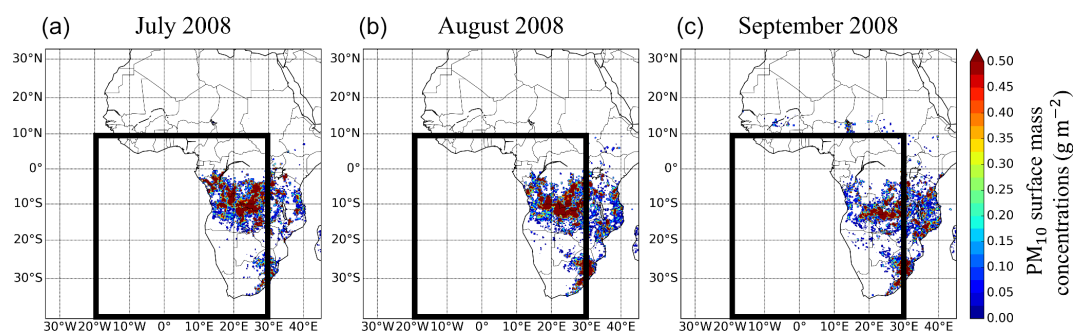 (a) July 2008 (b) August 2008 (c) September 2008
30°N 30°N 30°N 0.50
20°N 20°N 20°N 0.45
10°N 10°N 10°N 0.40
0° 0° 0° 0.35
10°S 10°S 10°S 0.30
20°S 20°S 20°S 0.25
30°S 30°S 30°S 0.20
0.15
0.10
0.05
0.00
30°W 20°W 10°W 0° 10°E 20°E 30°E 40°E 30°W 20°W 10°W 0° 10°E 20°E 30°E 40°E 30°W 20°W 10°W 0° 10°E 20°E 30°E 40°E
PM₁₀ surface mass
concentrations (g m⁻²)